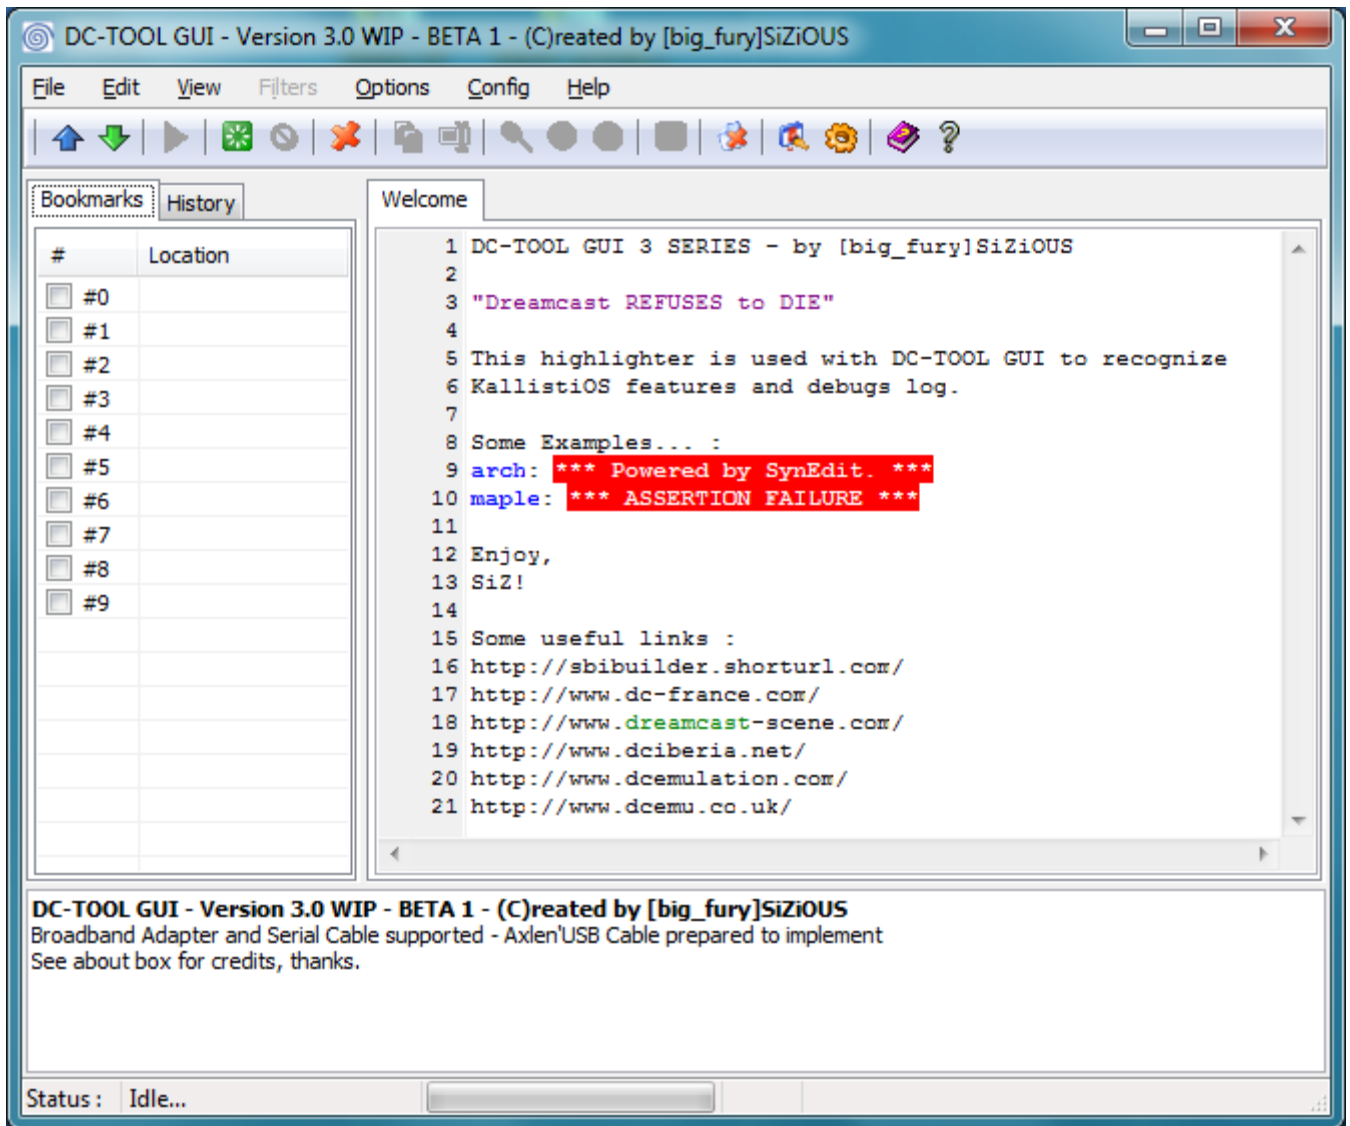 DC-TOOL GUI - Version 3.0 WIP - BETA 1 - (C)reated by [big_fury]SiZiOUS
File Edit View Filters Options Config Help
Bookmarks History
# Location
#0
#1
#2
#3
#4
#5
#6
#7
#8
#9
Welcome
1 DC-TOOL GUI 3 SERIES - by [big_fury]SiZiOUS
2
3 "Dreamcast REFUSES to DIE"
4
5 This highlighter is used with DC-TOOL GUI to recognize
6 KallistiOS features and debugs log.
7
8 Some Examples... :
9 arch: *** Powered by SynEdit. ***
10 maple: *** ASSERTION FAILURE ***
11
12 Enjoy,
13 SiZ!
14
15 Some useful links :
16 http://sbibuilder.shorturl.com/
17 http://www.dc-france.com/
18 http://www.dreamcast-scene.com/
19 http://www.dciberia.net/
20 http://www.dcemulation.com/
21 http://www.dcemu.co.uk/
DC-TOOL GUI - Version 3.0 WIP - BETA 1 - (C)reated by [big_fury]SiZiOUS
Broadband Adapter and Serial Cable supported - Axlen'USB Cable prepared to implement
See about box for credits, thanks.
Status : Idle...